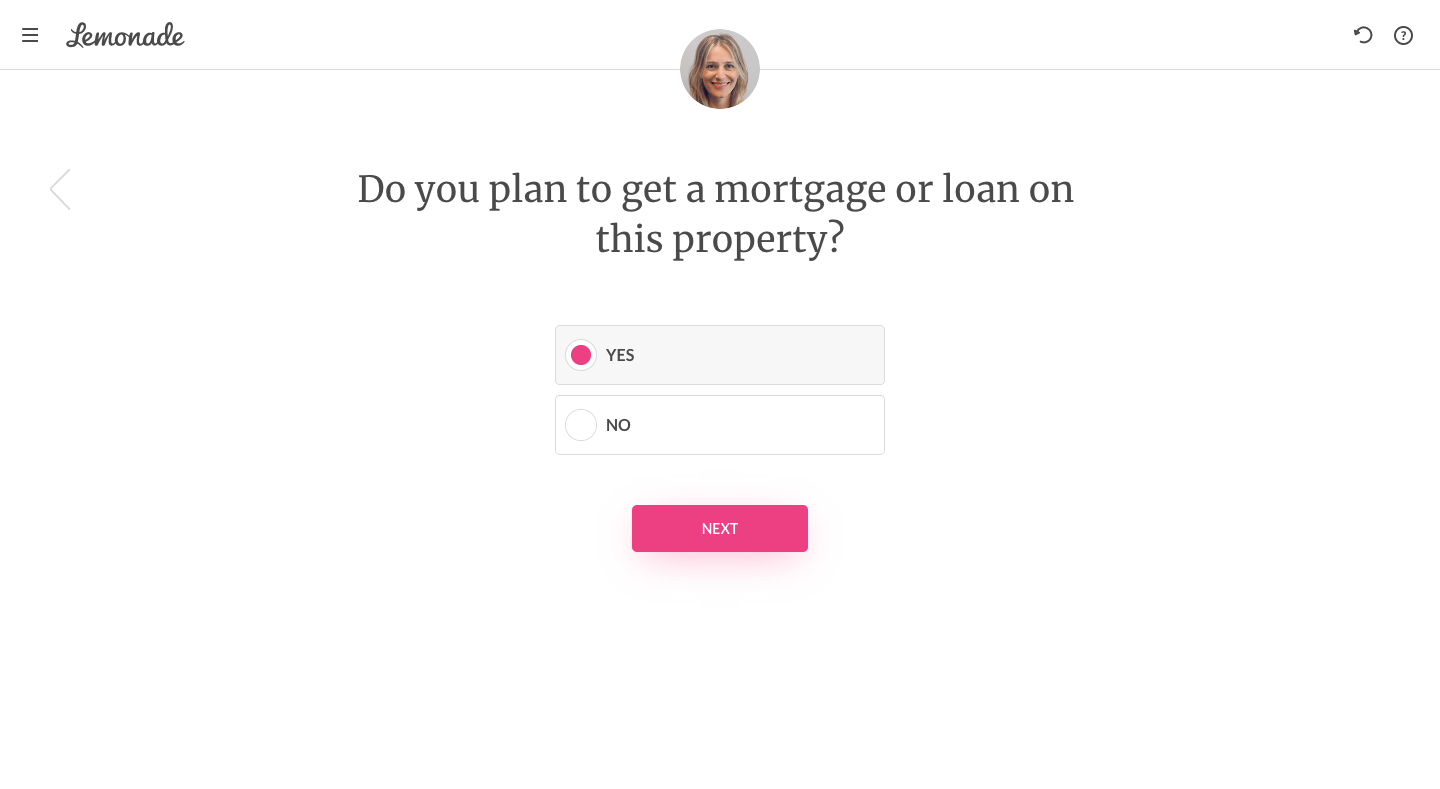 Lemonade
Do you plan to get a mortgage or loan on
this property?
YES
NO
NEXT